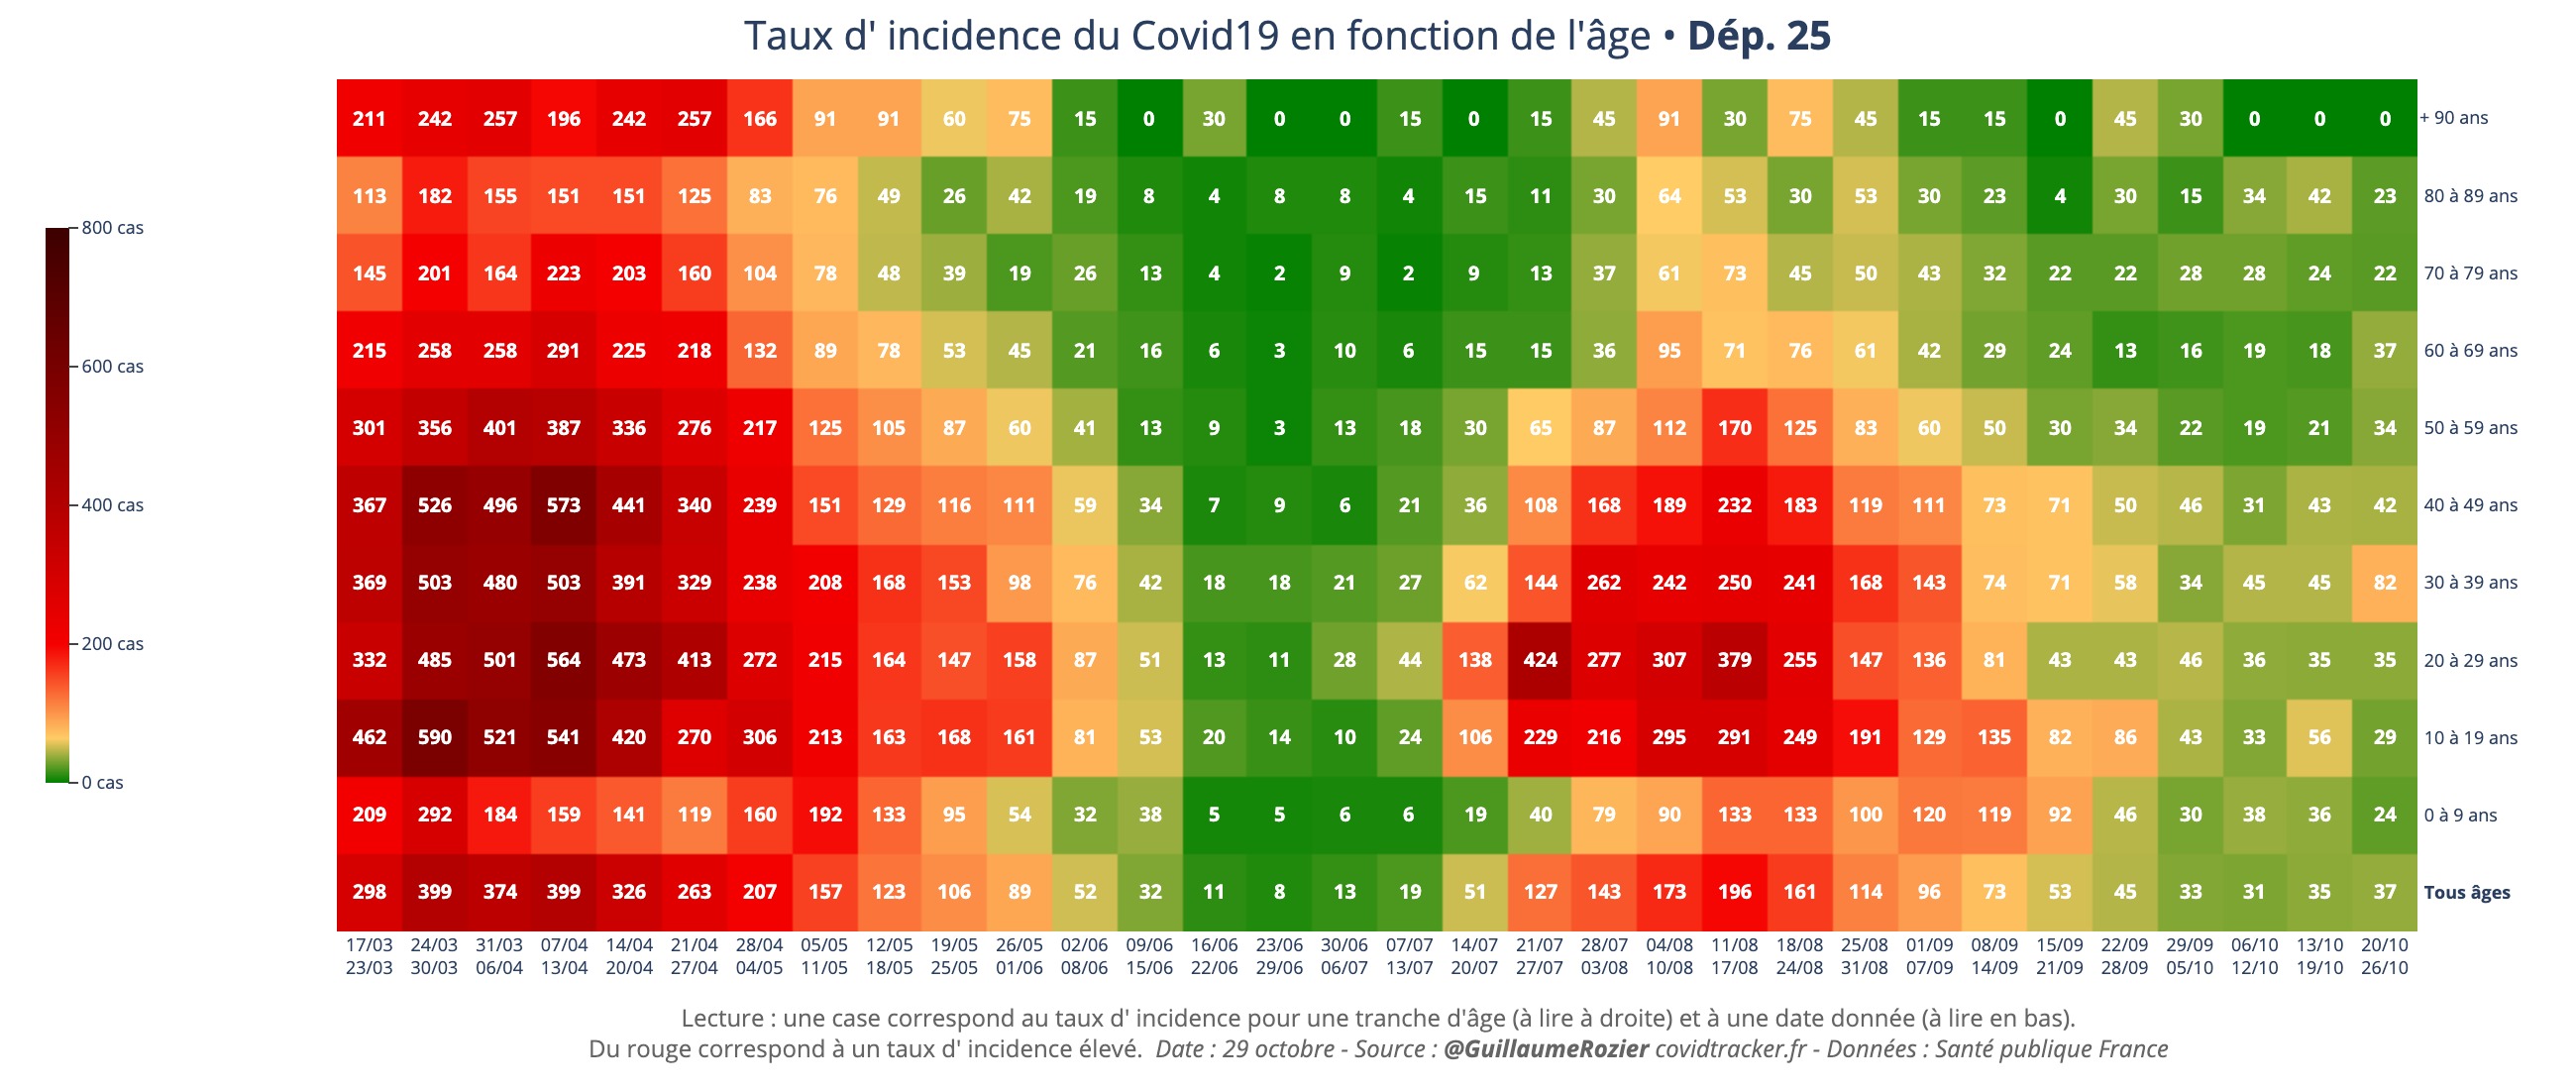 Taux d' incidence du Covid19 en fonction de l'âge • Dép. 25
800 cas
600 cas
400 cas
200 cas
0 cas
211 242 257 196 242 257 166 91 91 60 75 15 0 30 0 0 15 0 15 45 91 30 75 45 15 15 0 45 30 0 0 0 + 90 ans
113 182 155 151 151 125 83 76 49 26 42 19 8 4 8 8 4 15 11 30 64 53 30 53 30 23 4 30 15 34 42 23 80 à 89 ans
145 201 164 223 203 160 104 78 48 39 19 26 13 4 2 9 2 9 13 37 61 73 45 50 43 32 22 22 28 28 24 22 70 à 79 ans
215 258 258 291 225 218 132 89 78 53 45 21 16 6 3 10 6 15 15 36 95 71 76 61 42 29 24 13 16 19 18 37 60 à 69 ans
301 356 401 387 336 276 217 125 105 87 60 41 13 9 3 13 18 30 65 87 112 170 125 83 60 50 30 34 22 19 21 34 50 à 59 ans
367 526 496 573 441 340 239 151 129 116 111 59 34 7 9 6 21 36 108 168 189 232 183 119 111 73 71 50 46 31 43 42 40 à 49 ans
369 503 480 503 391 329 238 208 168 153 98 76 42 18 18 21 27 62 144 262 242 250 241 168 143 74 71 58 34 45 45 82 30 à 39 ans
332 485 501 564 473 413 272 215 164 147 158 87 51 13 11 28 44 138 424 277 307 379 255 147 136 81 43 43 46 36 35 35 20 à 29 ans
462 590 521 541 420 270 306 213 163 168 161 81 53 20 14 10 24 106 229 216 295 291 249 191 129 135 82 86 43 33 56 29 10 à 19 ans
209 292 184 159 141 119 160 192 133 95 54 32 38 5 5 6 6 19 40 79 90 133 133 100 120 119 92 46 30 38 36 24 0 à 9 ans
298 399 374 399 326 263 207 157 123 106 89 52 32 11 8 13 19 51 127 143 173 196 161 114 96 73 53 45 33 31 35 37 Tous âges
17/03 24/03 31/03 07/04 14/04 21/04 28/04 05/05 12/05 19/05 26/05 02/06 09/06 16/06 23/06 30/06 07/07 14/07 21/07 28/07 04/08 11/08 18/08 25/08 01/09 08/09 15/09 22/09 29/09 06/10 13/10 20/10
23/03 30/03 06/04 13/04 20/04 27/04 04/05 11/05 18/05 25/05 01/06 08/06 15/06 22/06 29/06 06/07 13/07 20/07 27/07 03/08 10/08 17/08 24/08 31/08 07/09 14/09 21/09 28/09 05/10 12/10 19/10 26/10
Lecture : une case correspond au taux d' incidence pour une tranche d'âge (à lire à droite) et à une date donnée (à lire en bas).
Du rouge correspond à un taux d' incidence élevé. Date : 29 octobre - Source : @GuillaumeRozier covidtracker.fr - Données : Santé publique France